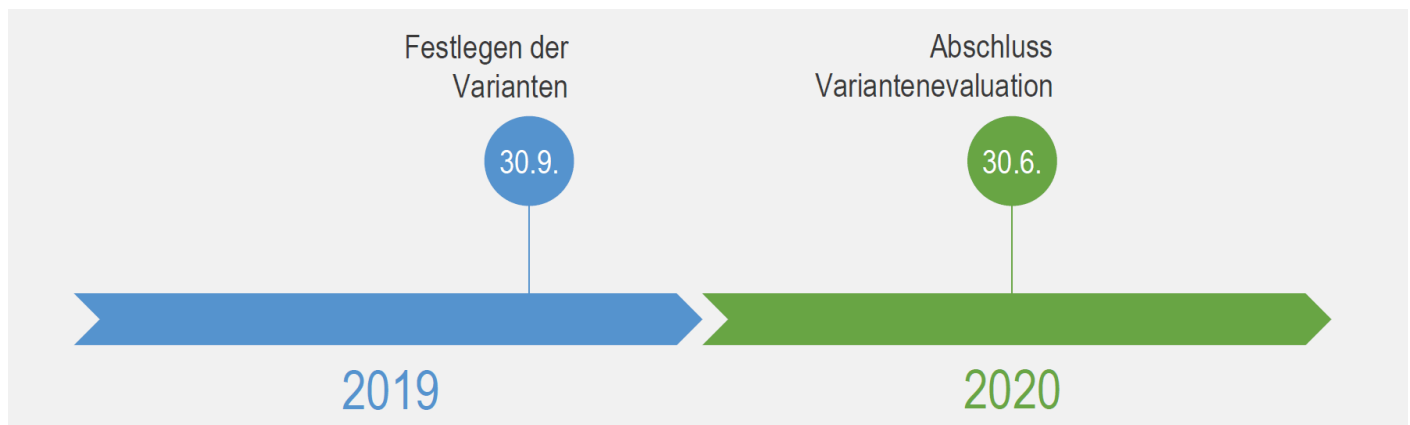 Festlegen der
Varianten
30.9.
Abschluss
Variantenevaluation
30.6.
2019
2020